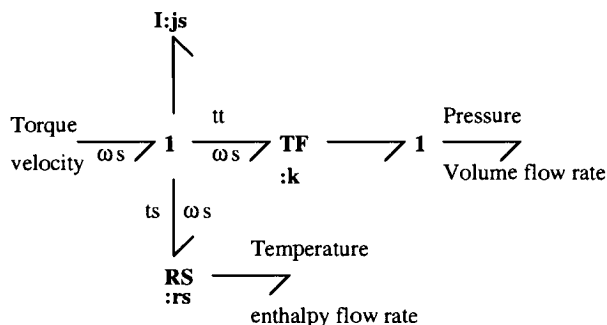 I:js
Torque
velocity
ωs
1
tt
ωs
TF
:k
1
Pressure
Volume flow rate
ts
ωs
RS
:rs
Temperature
enthalpy flow rate